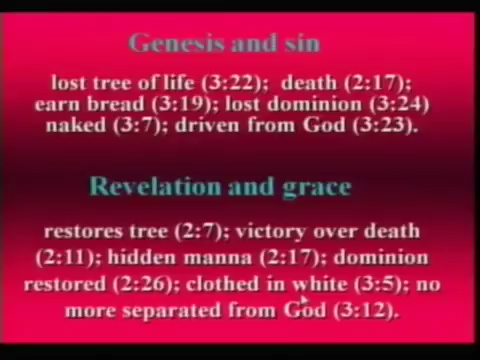 Genesis and sin
lost tree of life (3:22); death (2:17);
earn bread (3:19); lost dominion (3:24)
naked (3:7); driven from God (3:23).
Revelation and grace
restores tree (2:7); victory over death
(2:11); hidden manna (2:17); dominion
restored (2:26); clothed in white (3:5); no
more separated from God (3:12).